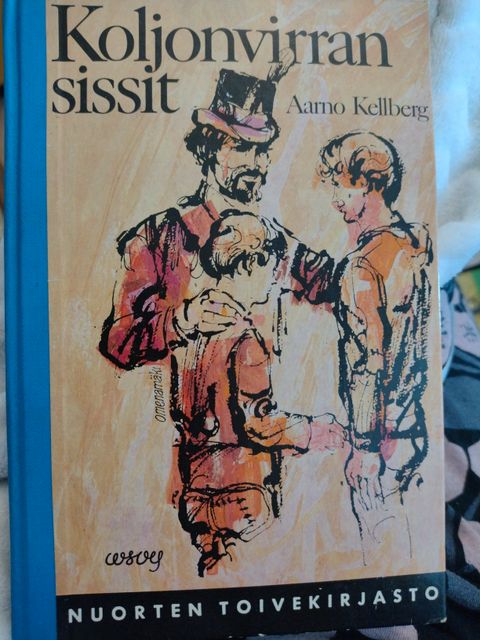 Koljonvirran
sissit
Aarno Kellberg
omenamäki
wsoy
NUORTEN TOIVEKIRJASTO